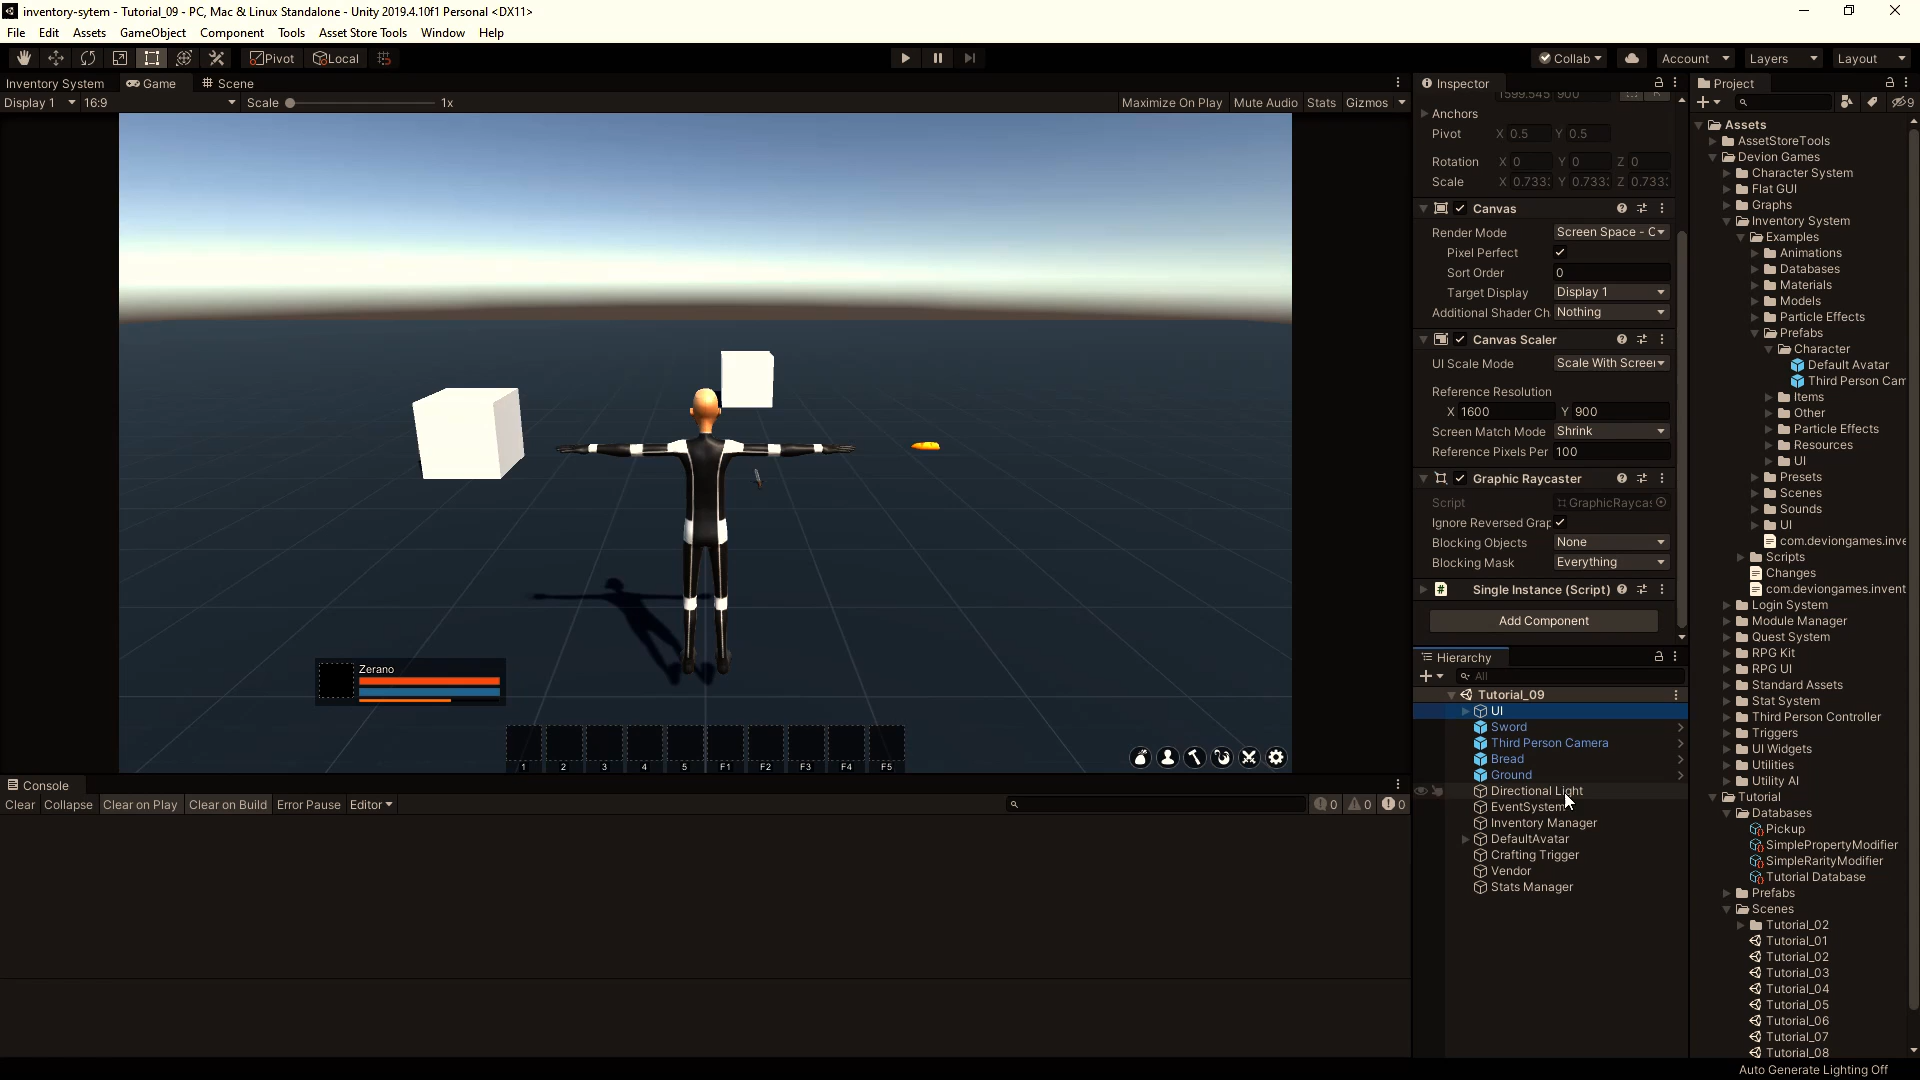 inventory-sytem - Tutorial_09 - PC, Mac & Linux Standalone - Unity 2019.4.10f1 Personal <DX11>
File Edit Assets GameObject Component Tools Asset Store Tools Window Help
Pivot Local Collab Account Layers Layout
Inventory System Game Scene
Display 1 16:9 Scale 1x Maximize On Play Mute Audio Stats Gizmos
Zerano
1 2 3 4 5 F1 F2 F3 F4 F5
Console
Clear Collapse Clear on Play Clear on Build Error Pause Editor 0 0 0
Inspector
1599.545 900
Anchors
Pivot X 0.5 Y 0.5
Rotation X 0 Y 0 Z 0
Scale X 0.733 Y 0.733 Z 0.733
Canvas
Render Mode Screen Space - C
Pixel Perfect
Sort Order 0
Target Display Display 1
Additional Shader Ch Nothing
Canvas Scaler
UI Scale Mode Scale With Screen
Reference Resolution
X 1600 Y 900
Screen Match Mode Shrink
Reference Pixels Per 100
Graphic Raycaster
Script GraphicRaycas
Ignore Reversed Grap
Blocking Objects None
Blocking Mask Everything
# Single Instance (Script)
Add Component
Hierarchy
All
Tutorial_09
UI
Sword
Third Person Camera
Bread
Ground
Directional Light
EventSystem
Inventory Manager
DefaultAvatar
Crafting Trigger
Vendor
Stats Manager
Project
9
Assets
AssetStoreTools
Devion Games
Character System
Flat GUI
Graphs
Inventory System
Examples
Animations
Databases
Materials
Models
Particle Effects
Prefabs
Character
Default Avatar
Third Person Cam
Items
Other
Particle Effects
Resources
UI
Presets
Scenes
Sounds
UI
com.deviongames.inve
Scripts
Changes
com.deviongames.invent
Login System
Module Manager
Quest System
RPG Kit
RPG UI
Standard Assets
Stat System
Third Person Controller
Triggers
UI Widgets
Utilities
Utility AI
Tutorial
Databases
Pickup
SimplePropertyModifier
SimpleRarityModifier
Tutorial Database
Prefabs
Scenes
Tutorial_02
Tutorial_01
Tutorial_02
Tutorial_03
Tutorial_04
Tutorial_05
Tutorial_06
Tutorial_07
Tutorial_08
Auto Generate Lighting Off